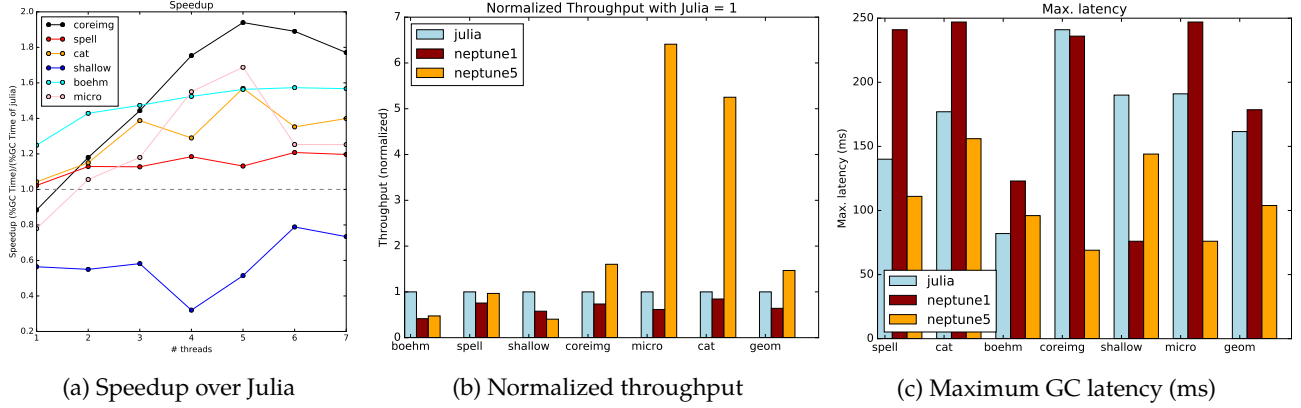 Speedup
2.0
1.8
1.6
1.4
1.2
1.0
0.8
0.6
0.4
0.2
Speedup (%GC Time)/(%GC Time of julia)
coreimg
spell
cat
shallow
boehm
micro
1 2 3 4 5 6 7
# threads
(a) Speedup over Julia
Normalized Throughput with Julia = 1
7
6
5
4
3
2
1
0
Throughput (normalized)
julia
neptune1
neptune5
boehm spell shallow coreimg micro cat geom
(b) Normalized throughput
Max. latency
250
200
150
100
50
0
Max. latency (ms)
julia
neptune1
neptune5
spell cat boehm coreimg shallow micro geom
(c) Maximum GC latency (ms)